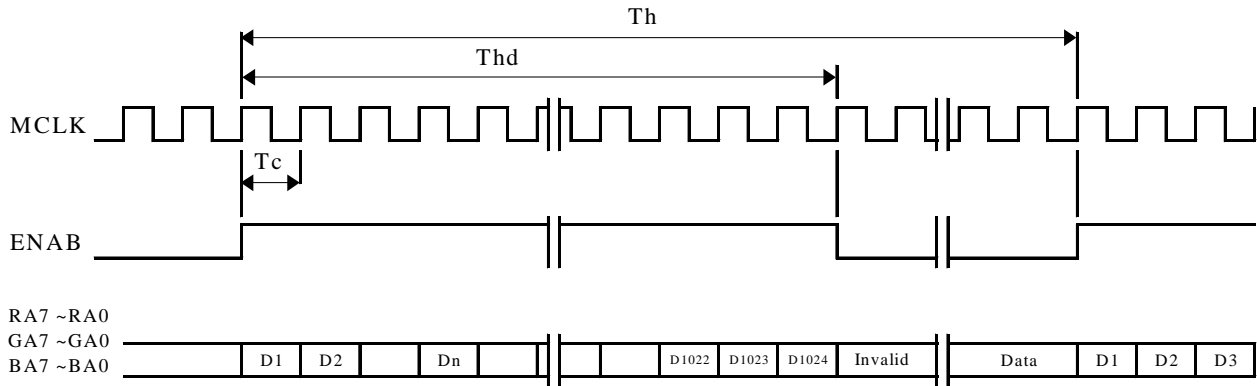 Th
Thd
MCLK
Tc
ENAB
RA7 ~RA0
GA7 ~GA0
BA7 ~BA0
D1 D2 Dn D1022 D1023 D1024 Invalid Data D1 D2 D3